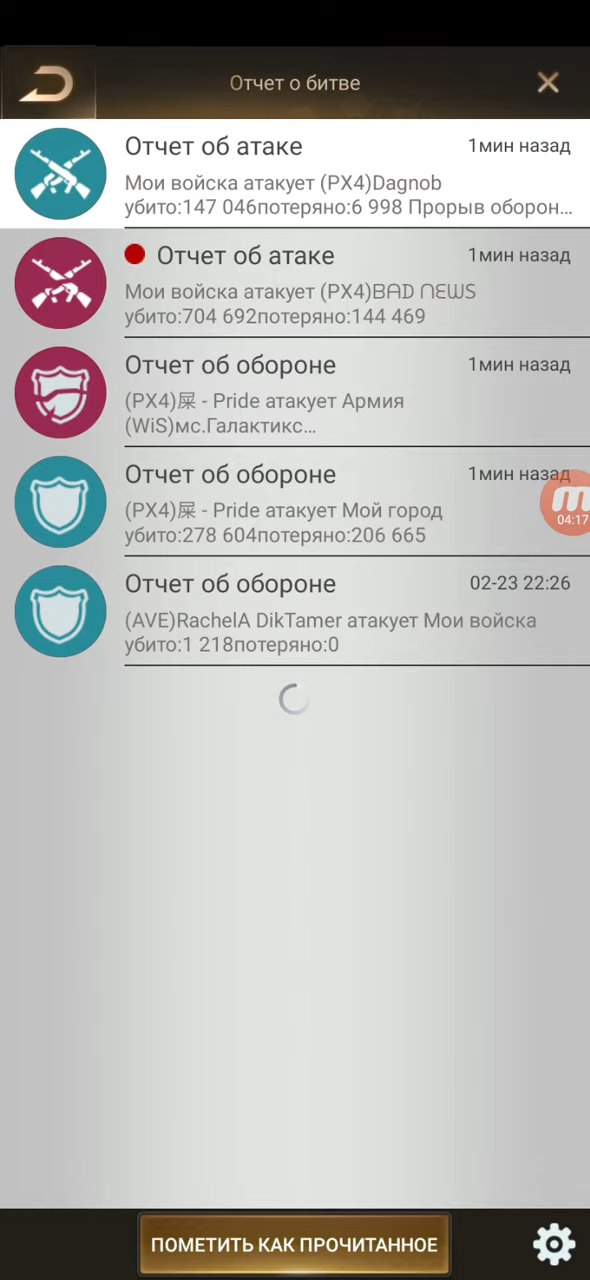 Отчет о битве
Отчет об атаке 1мин назад
Мои войска атакует (PX4)Dagnob
убито:147 046потеряно:6 998 Прорыв оборон...
Отчет об атаке 1мин назад
Мои войска атакует (PX4)BAD NEWS
убито:704 692потеряно:144 469
Отчет об обороне 1мин назад
(PX4)屎 - Pride атакует Армия
(WiS)мс.Галактикс...
Отчет об обороне 1мин назад
(PX4)屎 - Pride атакует Мой город
04:17
убито:278 604потеряно:206 665
Отчет об обороне 02-23 22:26
(AVE)RachelA DikTamer атакует Мои войска
убито:1 218потеряно:0
ПОМЕТИТЬ КАК ПРОЧИТАННОЕ